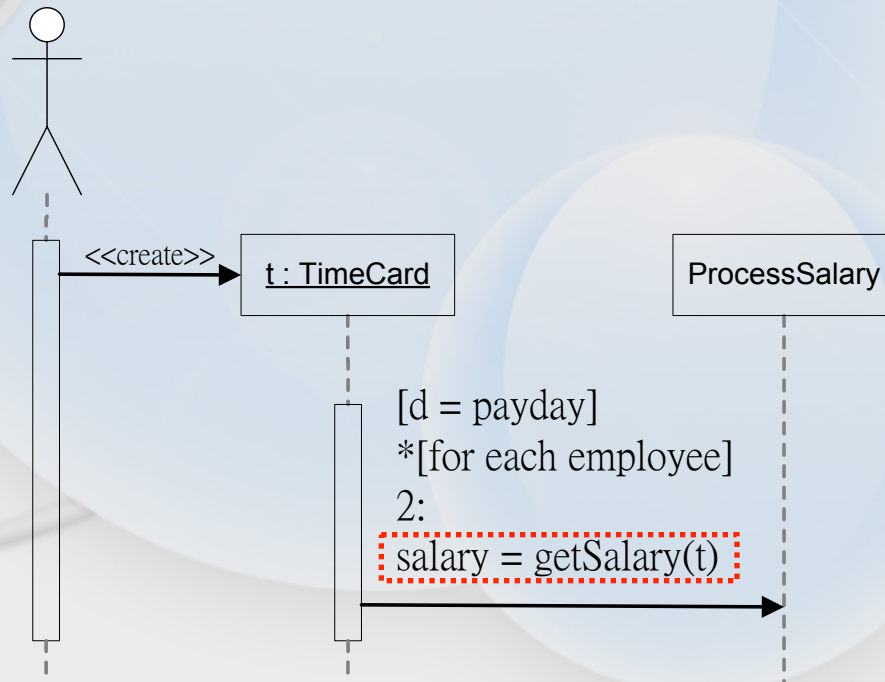 <<create>>
t : TimeCard
ProcessSalary
[d = payday]
*[for each employee]
2:
salary = getSalary(t)